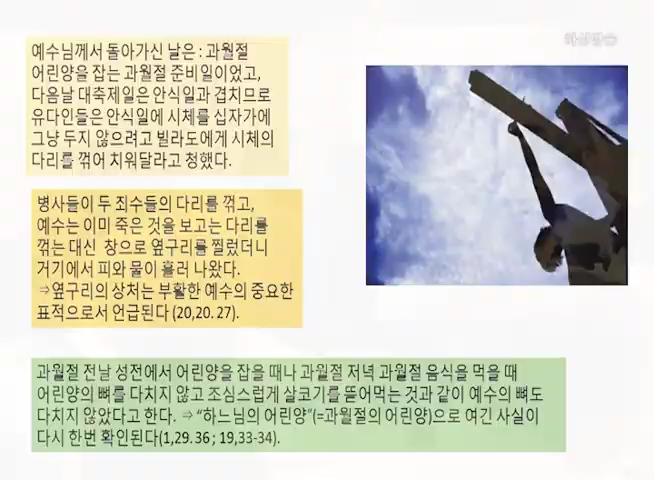 예수님께서 돌아가신 날은 : 과월절
어린양을 잡는 과월절 준비일이었고,
다음날 대축제일은 안식일과 겹치므로
유다인들은 안식일에 시체를 십자가에
그냥 두지 않으려고 빌라도에게 시체의
다리를 꺾어 치워달라고 청했다.
병사들이 두 죄수들의 다리를 꺾고,
예수는 이미 죽은 것을 보고는 다리를
꺾는 대신 창으로 옆구리를 찔렀더니
거기에서 피와 물이 흘러 나왔다.
⇒옆구리의 상처는 부활한 예수의 중요한
표적으로서 언급된다 (20,20. 27).
과월절 전날 성전에서 어린양을 잡을 때나 과월절 저녁 과월절 음식을 먹을 때
어린양의 뼈를 다치지 않고 조심스럽게 살코기를 뜯어먹는 것과 같이 예수의 뼈도
다치지 않았다고 한다. ⇒ “하느님의 어린양”(=과월절의 어린양)으로 여긴 사실이
다시 한번 확인된다(1,29.36 ; 19,33-34).